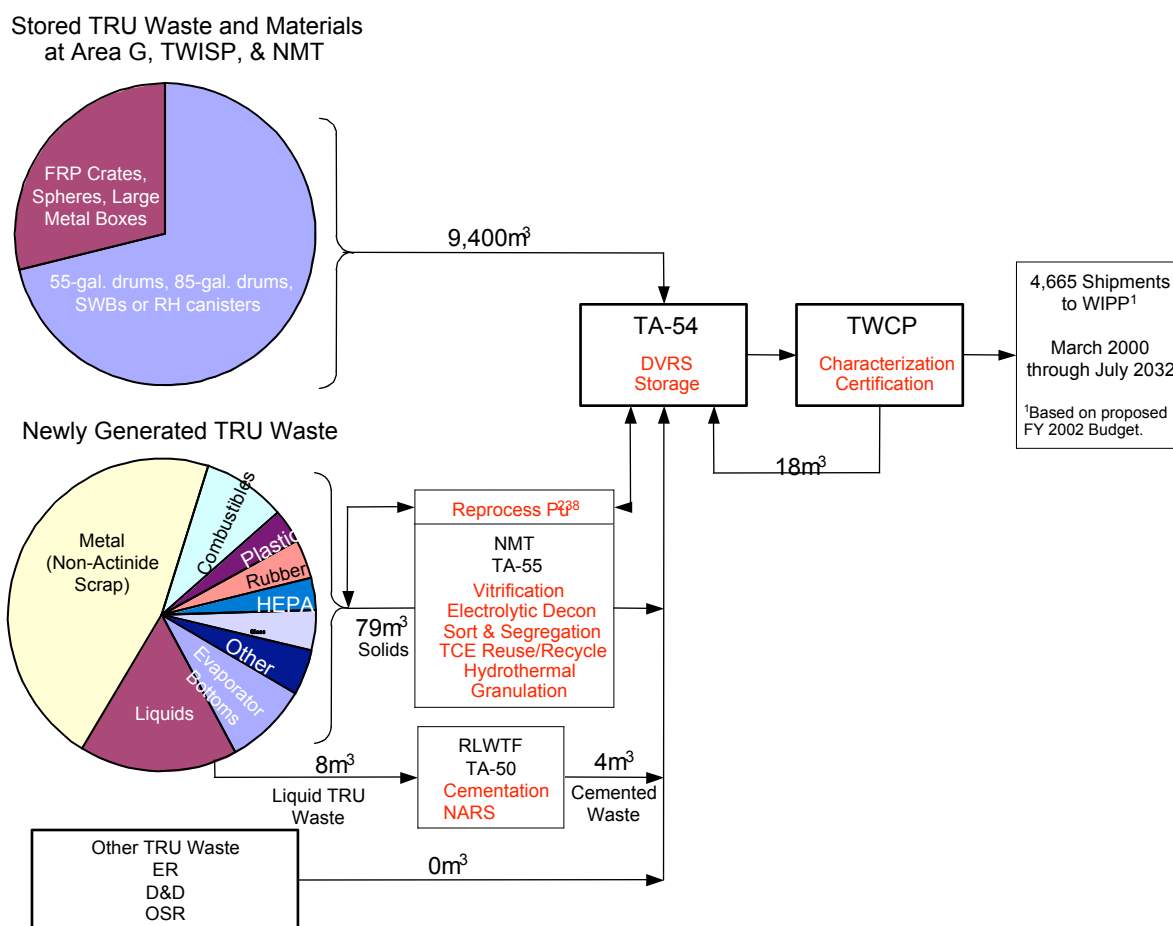 Stored TRU Waste and Materials
at Area G, TWISP, & NMT
FRP Crates,
Spheres, Large
Metal Boxes
55-gal. drums, 85-gal. drums,
SWBs or RH canisters
9,400m³
TA-54
DVRS
Storage
TWCP
Characterization
Certification
4,665 Shipments
to WIPP¹
March 2000
through July 2032
¹Based on proposed
FY 2002 Budget.
18m³
Newly Generated TRU Waste
Metal
(Non-Actinide
Scrap)
Combustibles
Plastic
Rubber
HEPA
Glass
Other
Evaporator
Bottoms
Liquids
79m³
Solids
Reprocess Pu²³⁸
NMT
TA-55
Vitrification
Electrolytic Decon
Sort & Segregation
TCE Reuse/Recycle
Hydrothermal
Granulation
8m³
Liquid TRU
Waste
RLWTF
TA-50
Cementation
NARS
4m³
Cemented
Waste
Other TRU Waste
ER
D&D
OSR
0m³